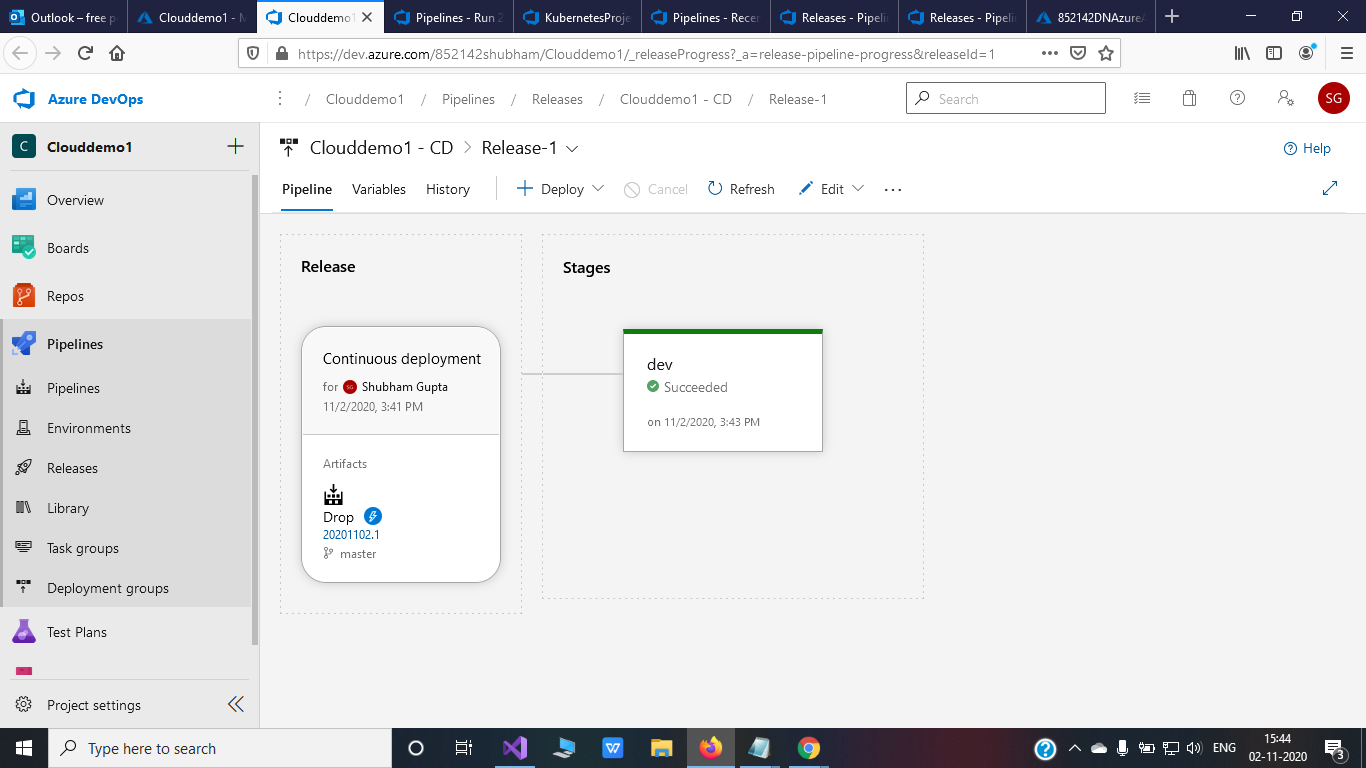 Outlook – free p
Clouddemo1 - M
Clouddemo1
Pipelines - Run 2
KubernetesProje
Pipelines - Recen
Releases - Pipelin
Releases - Pipelin
852142DNAzureA
https://dev.azure.com/852142shubham/Clouddemo1/_releaseProgress?_a=release-pipeline-progress&releaseId=1
Azure DevOps
/ Clouddemo1 / Pipelines / Releases / Clouddemo1 - CD / Release-1
Search
SG
C Clouddemo1
Overview
Boards
Repos
Pipelines
Pipelines
Environments
Releases
Library
Task groups
Deployment groups
Test Plans
Project settings
Clouddemo1 - CD > Release-1
Help
Pipeline Variables History
Deploy Cancel Refresh Edit ...
Release
Continuous deployment
for SG Shubham Gupta
11/2/2020, 3:41 PM
Artifacts
Drop
20201102.1
master
Stages
dev
Succeeded
on 11/2/2020, 3:43 PM
Type here to search
ENG
15:44
02-11-2020
3